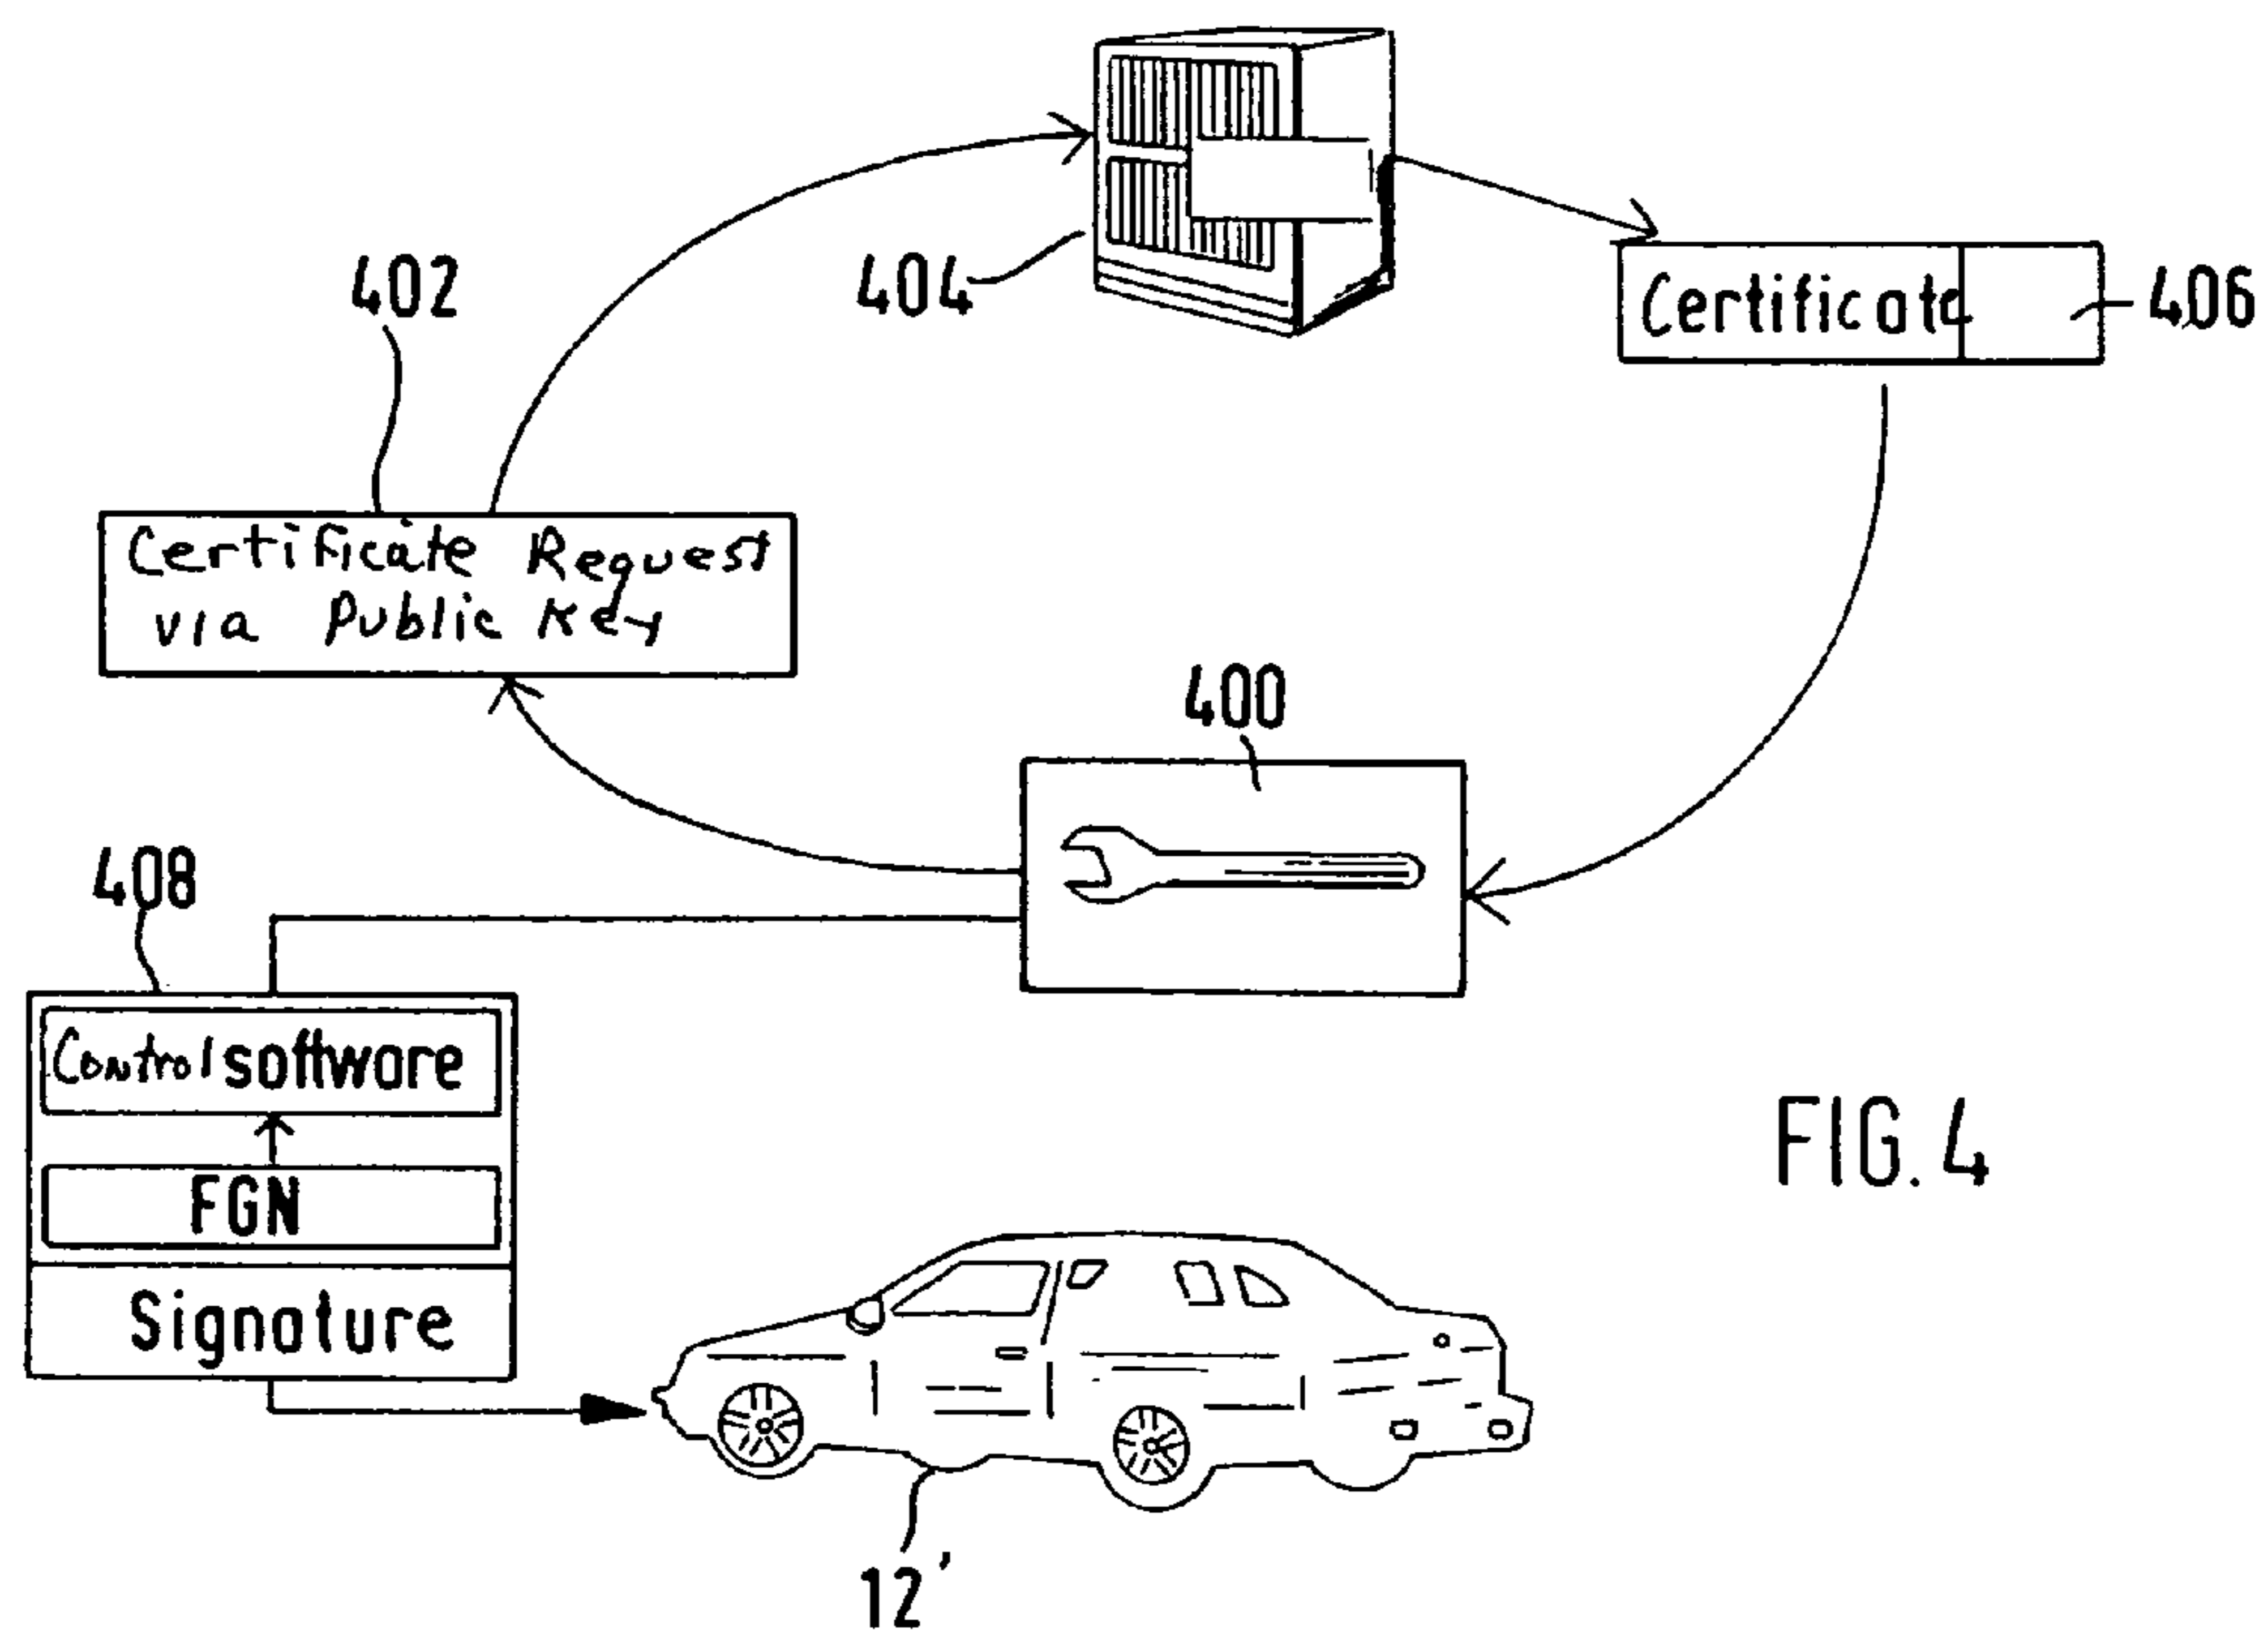 402
404
Certificate
406
Certificate Request
via Public Key
400
408
Control software
FGN
Signature
FIG. 4
12'